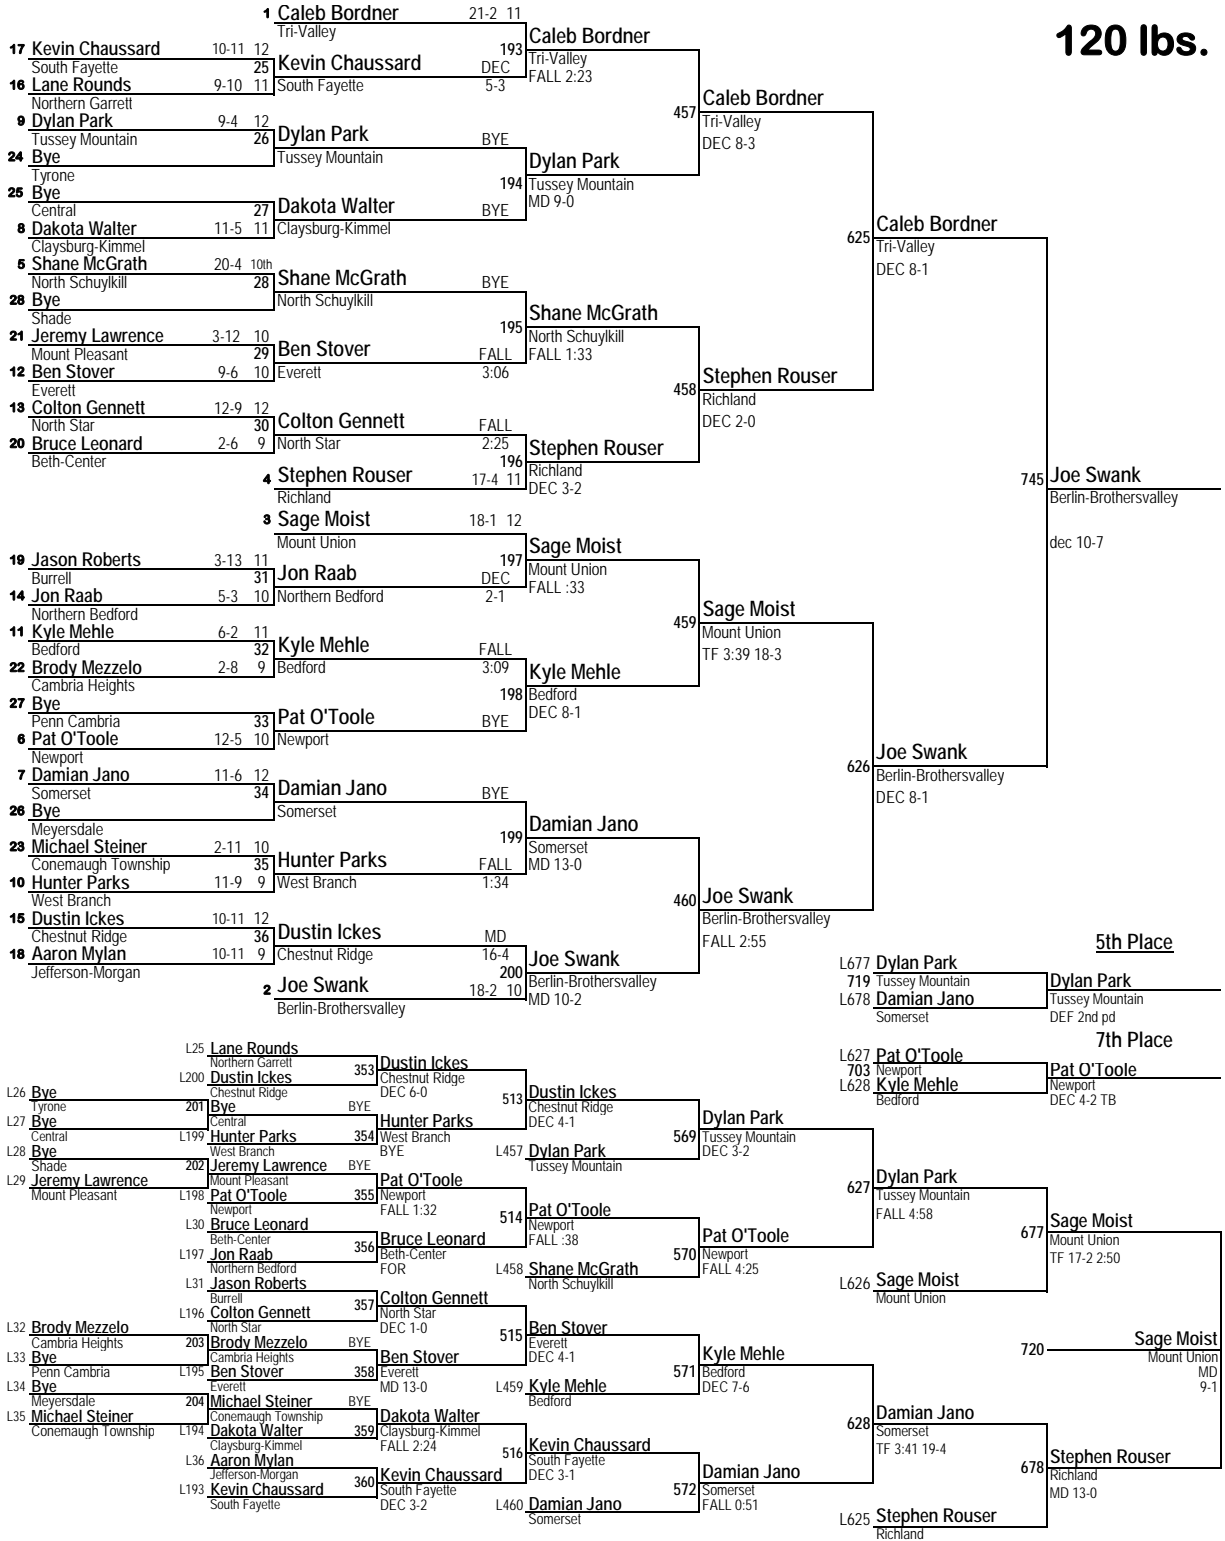 120 lbs.
1 Caleb Bordner 21-2 11
Tri-Valley
17 Kevin Chaussard 10-11 12
South Fayette
25
16 Lane Rounds 9-10 11
Northern Garrett
9 Dylan Park 9-4 12
Tussey Mountain
26
24 Bye
Tyrone
25 Bye
Central
27
8 Dakota Walter 11-5 11
Claysburg-Kimmel
5 Shane McGrath 20-4 10th
North Schuylkill
28
28 Bye
Shade
21 Jeremy Lawrence 3-12 10
Mount Pleasant
29
12 Ben Stover 9-6 10
Everett
13 Colton Gennett 12-9 12
North Star
30
20 Bruce Leonard 2-6 9
Beth-Center
Kevin Chaussard DEC
South Fayette 5-3
Dylan Park BYE
Tussey Mountain
Dakota Walter BYE
Claysburg-Kimmel
Shane McGrath BYE
North Schuylkill
Ben Stover FALL
Everett 3:06
Colton Gennett FALL
North Star 2:25
4 Stephen Rouser 17-4 11
Richland
193 Caleb Bordner
Tri-Valley
FALL 2:23
194 Dylan Park
Tussey Mountain
MD 9-0
195 Shane McGrath
North Schuylkill
FALL 1:33
196 Stephen Rouser
Richland
DEC 3-2
457 Caleb Bordner
Tri-Valley
DEC 8-3
458 Stephen Rouser
Richland
DEC 2-0
625 Caleb Bordner
Tri-Valley
DEC 8-1
745 Joe Swank
Berlin-Brothersvalley
dec 10-7
3 Sage Moist 18-1 12
Mount Union
19 Jason Roberts 3-13 11
Burrell
31
14 Jon Raab 5-3 10
Northern Bedford
11 Kyle Mehle 6-2 11
Bedford
32
22 Brody Mezzelo 2-8 9
Cambria Heights
27 Bye
Penn Cambria
33
6 Pat O'Toole 12-5 10
Newport
7 Damian Jano 11-6 12
Somerset
34
26 Bye
Meyersdale
23 Michael Steiner 2-11 10
Conemaugh Township
35
10 Hunter Parks 11-9 9
West Branch
15 Dustin Ickes 10-11 12
Chestnut Ridge
36
18 Aaron Mylan 10-11 9
Jefferson-Morgan
Jon Raab DEC
Northern Bedford 2-1
Kyle Mehle FALL
Bedford 3:09
Pat O'Toole BYE
Newport
Damian Jano BYE
Somerset
Hunter Parks FALL
West Branch 1:34
Dustin Ickes MD
Chestnut Ridge 16-4
2 Joe Swank 18-2 10
Berlin-Brothersvalley
197 Sage Moist
Mount Union
FALL :33
198 Kyle Mehle
Bedford
DEC 8-1
199 Damian Jano
Somerset
MD 13-0
200 Joe Swank
Berlin-Brothersvalley
MD 10-2
459 Sage Moist
Mount Union
TF 3:39 18-3
460 Joe Swank
Berlin-Brothersvalley
FALL 2:55
626 Joe Swank
Berlin-Brothersvalley
DEC 8-1
5th Place
L677 Dylan Park
719 Tussey Mountain
L678 Damian Jano
Somerset
Dylan Park
Tussey Mountain
DEF 2nd pd
7th Place
L627 Pat O'Toole
703 Newport
L628 Kyle Mehle
Bedford
Pat O'Toole
Newport
DEC 4-2 TB
L26 Bye
Tyrone
L27 Bye
Central
L28 Bye
Shade
L29 Jeremy Lawrence
Mount Pleasant
L32 Brody Mezzelo
Cambria Heights
L33 Bye
Penn Cambria
L34 Bye
Meyersdale
L35 Michael Steiner
Conemaugh Township
L25 Lane Rounds
Northern Garrett
L200 Dustin Ickes
Chestnut Ridge
201 Bye BYE
Central
L199 Hunter Parks
West Branch
202 Jeremy Lawrence BYE
Mount Pleasant
L198 Pat O'Toole
Newport
L30 Bruce Leonard
Beth-Center
L197 Jon Raab
Northern Bedford
L31 Jason Roberts
Burrell
L196 Colton Gennett
North Star
203 Brody Mezzelo BYE
Cambria Heights
L195 Ben Stover
Everett
204 Michael Steiner BYE
Conemaugh Township
L194 Dakota Walter
Claysburg-Kimmel
L36 Aaron Mylan
Jefferson-Morgan
L193 Kevin Chaussard
South Fayette
353 Dustin Ickes
Chestnut Ridge
DEC 6-0
354 Hunter Parks
West Branch
BYE
355 Pat O'Toole
Newport
FALL 1:32
356 Bruce Leonard
Beth-Center
FOR
357 Colton Gennett
North Star
DEC 1-0
358 Ben Stover
Everett
MD 13-0
359 Dakota Walter
Claysburg-Kimmel
FALL 2:24
360 Kevin Chaussard
South Fayette
DEC 3-2
513 Dustin Ickes
Chestnut Ridge
DEC 4-1
L457 Dylan Park
Tussey Mountain
514 Pat O'Toole
Newport
FALL :38
L458 Shane McGrath
North Schuylkill
515 Ben Stover
Everett
DEC 4-1
L459 Kyle Mehle
Bedford
516 Kevin Chaussard
South Fayette
DEC 3-1
L460 Damian Jano
Somerset
569 Dylan Park
Tussey Mountain
DEC 3-2
570 Pat O'Toole
Newport
FALL 4:25
571 Kyle Mehle
Bedford
DEC 7-6
572 Damian Jano
Somerset
FALL 0:51
627 Dylan Park
Tussey Mountain
FALL 4:58
L626 Sage Moist
Mount Union
628 Damian Jano
Somerset
TF 3:41 19-4
L625 Stephen Rouser
Richland
677 Sage Moist
Mount Union
TF 17-2 2:50
678 Stephen Rouser
Richland
MD 13-0
720 Sage Moist
Mount Union
MD
9-1